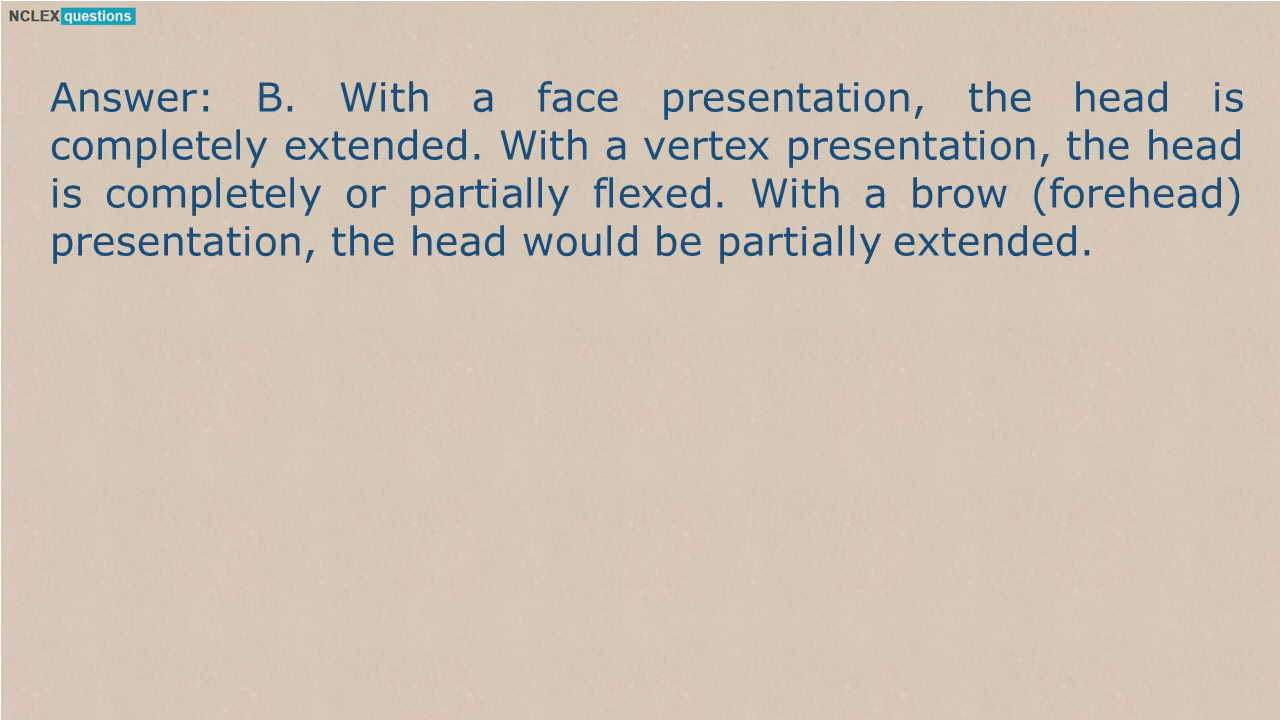 NCLEX questions
Answer: B. With a face presentation, the head is
completely extended. With a vertex presentation, the head
is completely or partially flexed. With a brow (forehead)
presentation, the head would be partially extended.